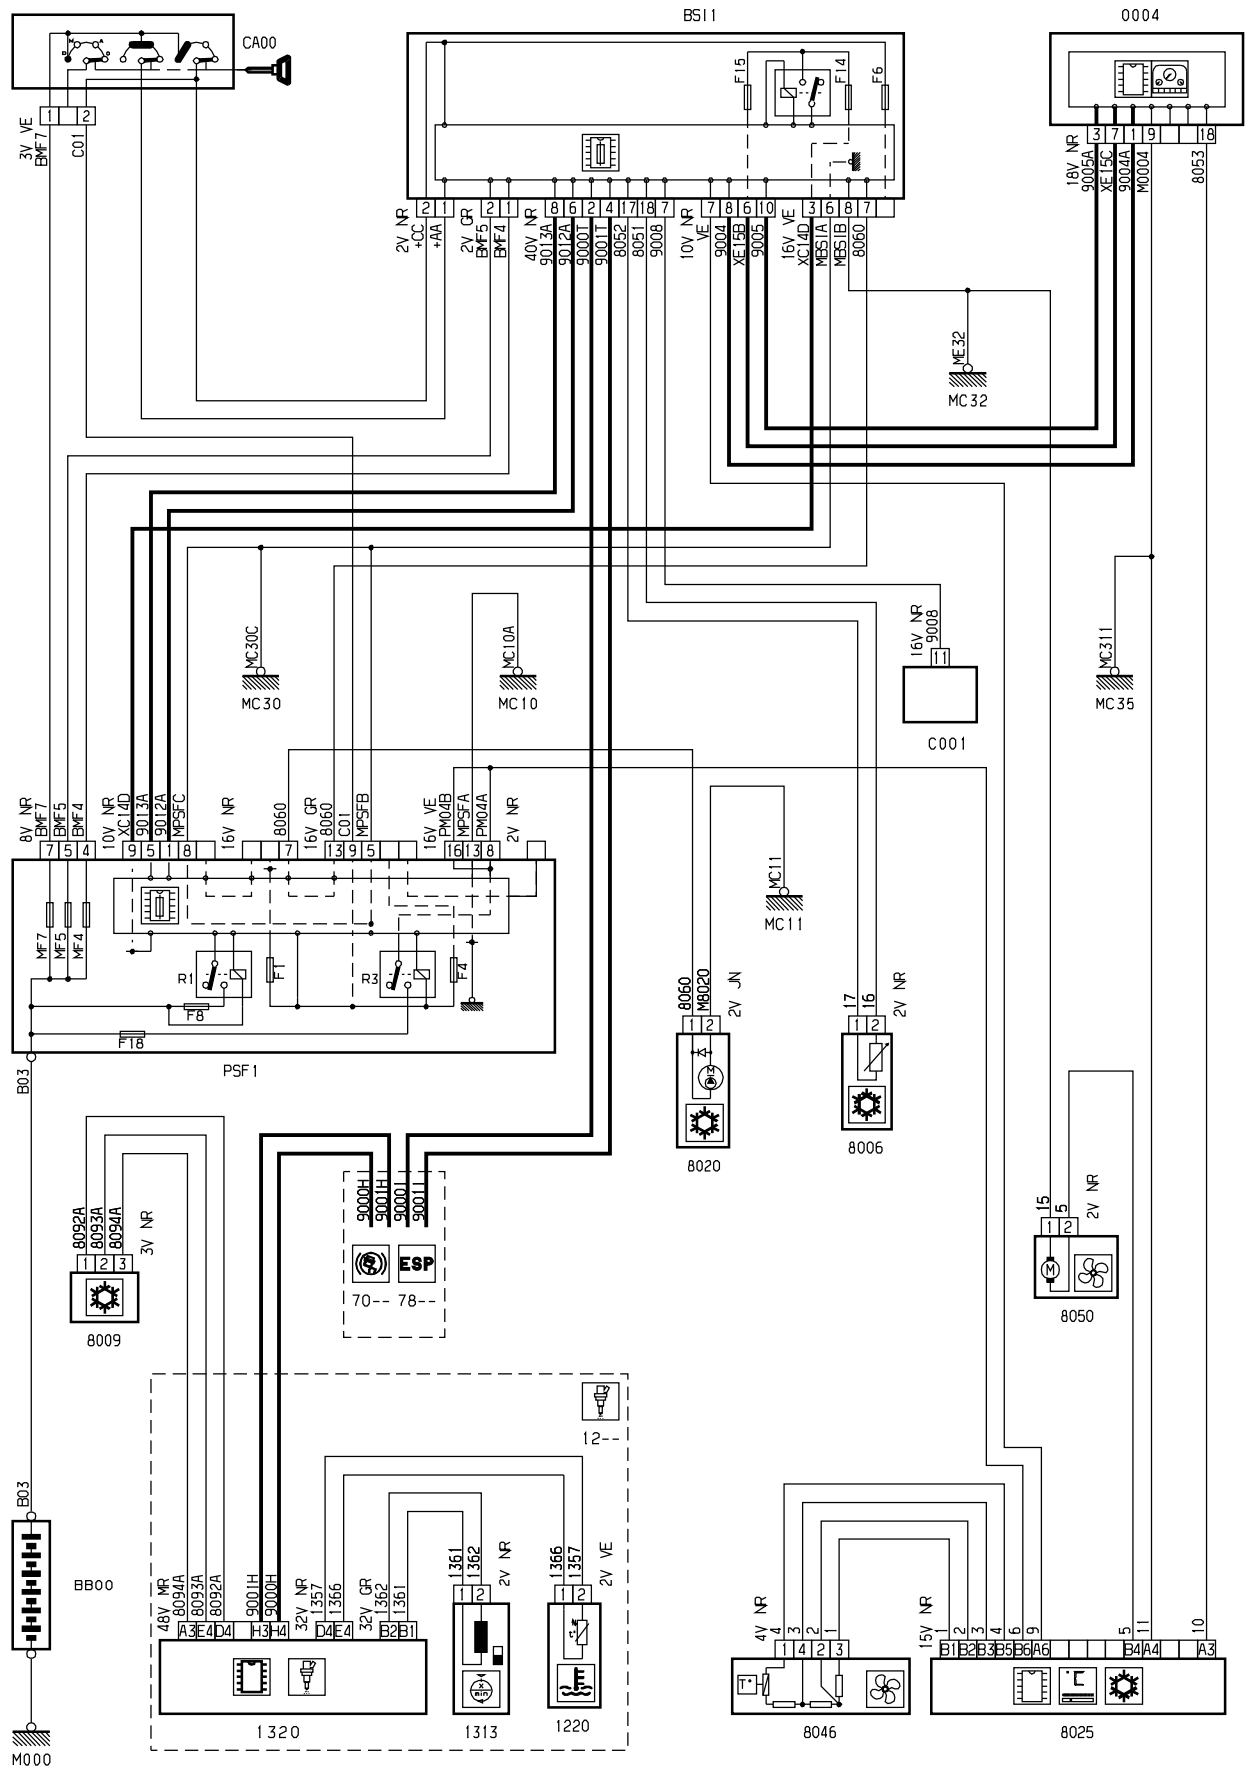 BSI1
0004
CA00
M A
D
1 2
3V VE
BMF7
C01
F15
F14
F6
3 7 1 9 18
18V NR
9005A
XE15C
9004A
M0004
8053
2 1 2 1 8 6 2 4 17 18 7 7 8 6 10 3 6 8 7
2V NR
+CC
+AA
2V GR
BMF5
BMF4
40V NR
9013A
9012A
9000T
9001T
8052
8051
9008
10V NR
VE
9004
XE15B
9005
16V VE
XC14D
MBSIA
MBSIB
8060
ME32
MC32
MC30C
MC30
MC10A
MC10
16V NR
9008
11
C001
MC311
MC35
8V NR
BMF7
BMF5
BMF4
10V NR
XC14D
9013A
9012A
MPSFC
16V NR
8060
16V GR
8060
C01
MPSFB
16V VE
PM04B
MPSFA
PM04A
2V NR
7 5 4 9 5 1 8 7 13 9 5 16 13 8
MF7
MF5
MF4
R1
F1
R3
F4
F8
F18
PSF1
B03
MC11
MC11
8060
M8020
2V JN
1 2
M
8020
17
16
2V NR
1 2
8006
8092A
8093A
8094A
3V NR
1 2 3
8009
9000H
9001H
9000I
9001I
ESP
70-- 78--
15
5
2V NR
1 2
M
8050
12--
B03
BB00
M000
48V MR
8094A
8093A
8092A
9001H
9000H
32V NR
1357
1366
32V GR
1362
1361
A3 E4 D4 H3 H4 D4 E4 B2 B1
1320
1361
1362
2V NR
1 2
x
min
1313
1366
1357
2V VE
1 2
t°
1220
4V NR
4
3
2
1
1 4 2 3
T°
8046
15V NR
1
2
3
4
6
9
5
11
10
B1 B2 B3 B5 B6 A6 B4 A4 A3
°C
8025